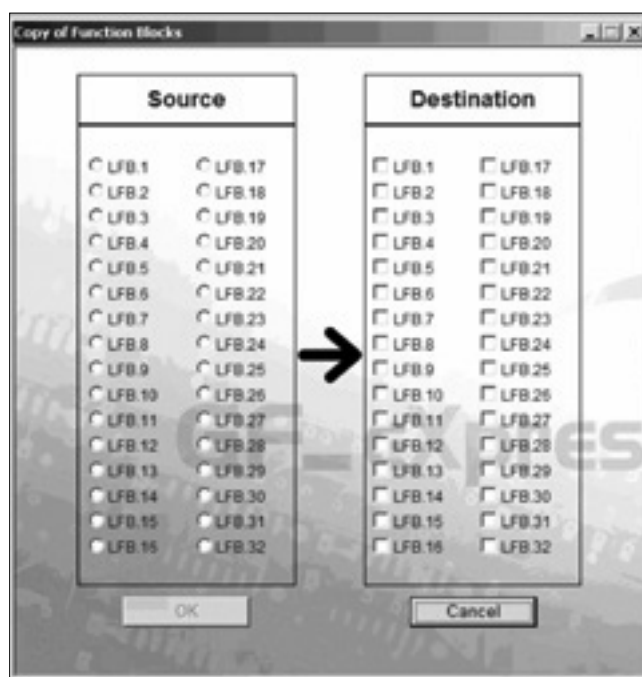 Copy of Function Blocks
Source
LFB.1 LFB.17
LFB.2 LFB.18
LFB.3 LFB.19
LFB.4 LFB.20
LFB.5 LFB.21
LFB.6 LFB.22
LFB.7 LFB.23
LFB.8 LFB.24
LFB.9 LFB.25
LFB.10 LFB.26
LFB.11 LFB.27
LFB.12 LFB.28
LFB.13 LFB.29
LFB.14 LFB.30
LFB.15 LFB.31
LFB.16 LFB.32
OK
Destination
LFB.1 LFB.17
LFB.2 LFB.18
LFB.3 LFB.19
LFB.4 LFB.20
LFB.5 LFB.21
LFB.6 LFB.22
LFB.7 LFB.23
LFB.8 LFB.24
LFB.9 LFB.25
LFB.10 LFB.26
LFB.11 LFB.27
LFB.12 LFB.28
LFB.13 LFB.29
LFB.14 LFB.30
LFB.15 LFB.31
LFB.16 LFB.32
Cancel